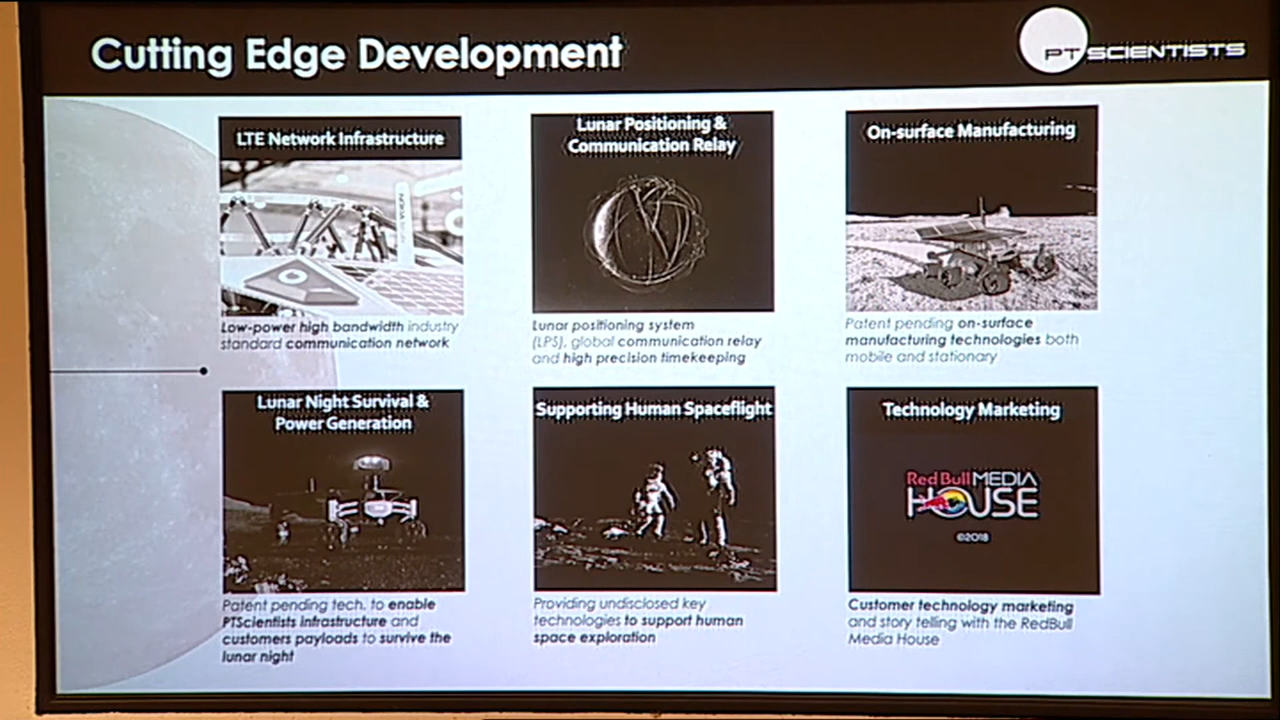 Cutting Edge Development
PTSCIENTISTS
LTE Network Infrastructure
Low-power high bandwidth industry
standard communication network
Lunar Positioning &
Communication Relay
Lunar positioning system
(LPS), global communication relay
and high precision timekeeping
On-surface Manufacturing
Patent pending on-surface
manufacturing technologies both
mobile and stationary
Lunar Night Survival &
Power Generation
Patent pending tech. to enable
PTScientists infrastructure and
customers payloads to survive the
lunar night
Supporting Human Spaceflight
Providing undisclosed key
technologies to support human
space exploration
Technology Marketing
Red Bull MEDIA
HOUSE
©2018
Customer technology marketing
and story telling with the RedBull
Media House